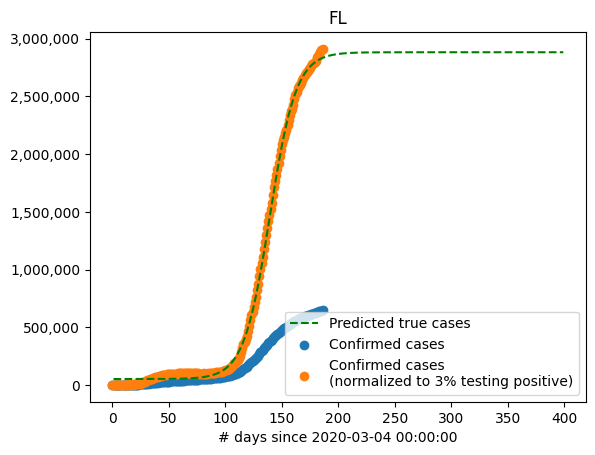 FL
3,000,000
2,500,000
2,000,000
1,500,000
1,000,000
500,000
0
Predicted true cases
Confirmed cases
Confirmed cases
(normalized to 3% testing positive)
0 50 100 150 200 250 300 350 400
# days since 2020-03-04 00:00:00